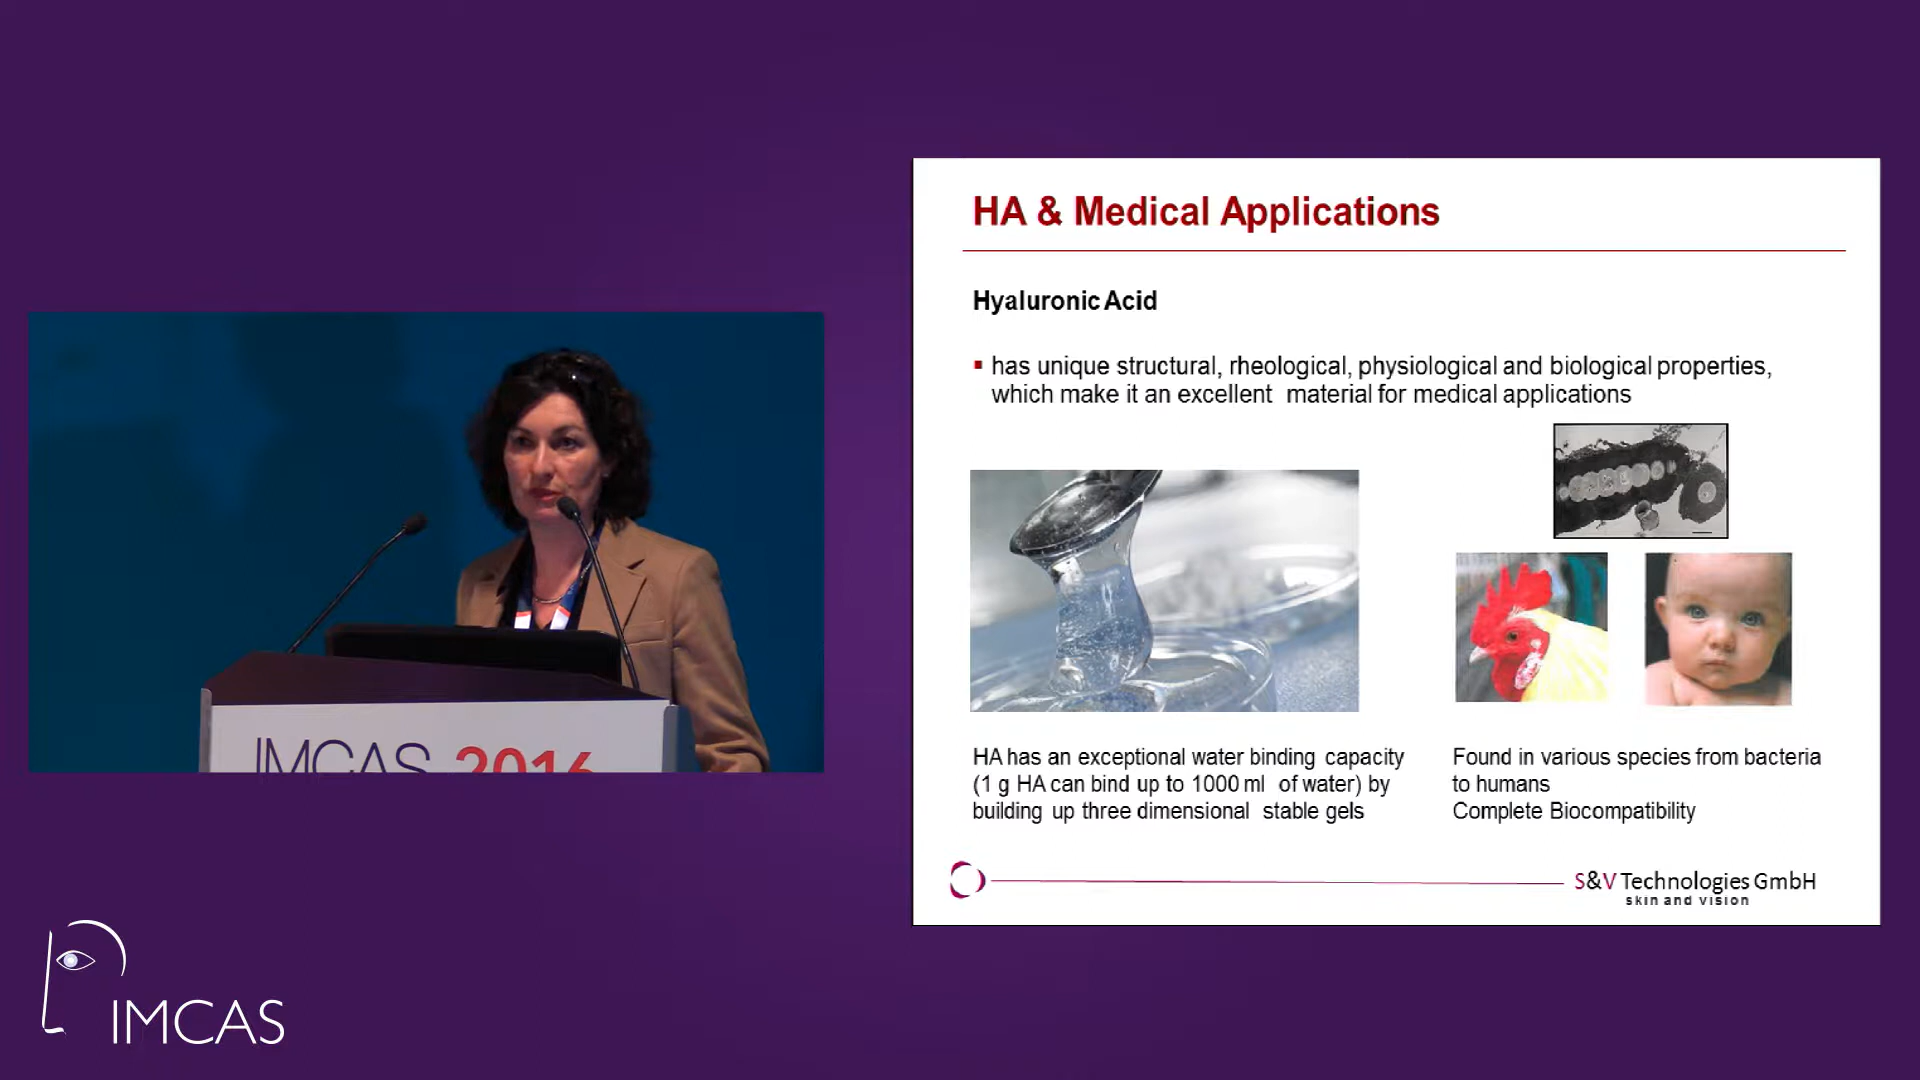 HA & Medical Applications
Hyaluronic Acid
has unique structural, rheological, physiological and biological properties,
which make it an excellent material for medical applications
HA has an exceptional water binding capacity
(1 g HA can bind up to 1000 ml of water) by
building up three dimensional stable gels
Found in various species from bacteria
to humans
Complete Biocompatibility
S&V Technologies GmbH
skin and vision
IMCAS 2016
IMCAS